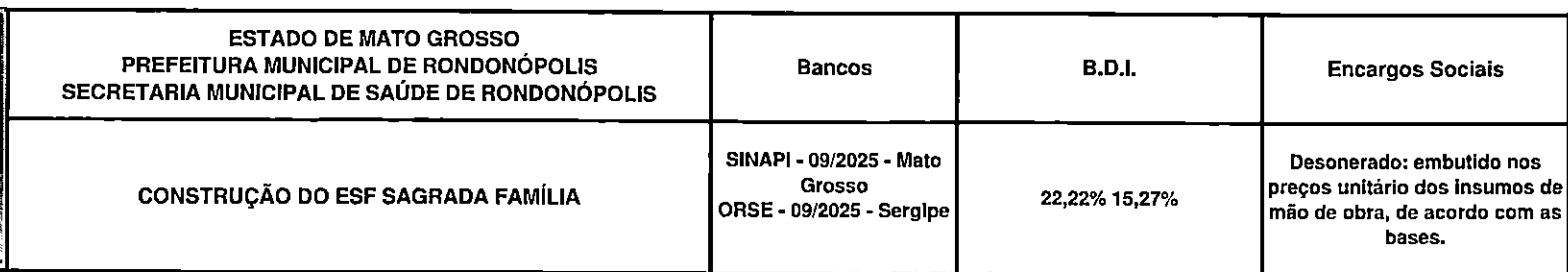 ESTADO DE MATO GROSSO
PREFEITURA MUNICIPAL DE RONDONÓPOLIS
SECRETARIA MUNICIPAL DE SAÚDE DE RONDONÓPOLIS
Bancos
B.D.I.
Encargos Sociais
CONSTRUÇÃO DO ESF SAGRADA FAMÍLIA
SINAPI - 09/2025 - Mato
Grosso
ORSE - 09/2025 - Sergipe
22,22% 15,27%
Desonerado: embutido nos
preços unitário dos insumos de
mão de obra, de acordo com as
bases.